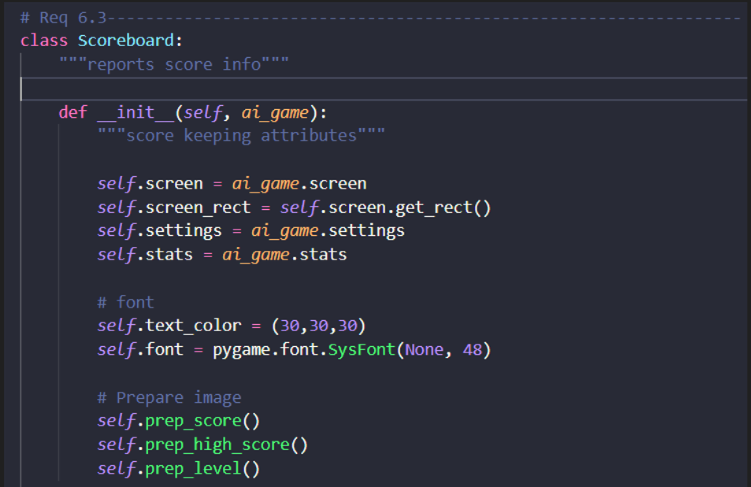 # Req 6.3------------------------------------------------------------------
class Scoreboard:
"""reports score info"""
def __init__(self, ai_game):
"""score keeping attributes"""
self.screen = ai_game.screen
self.screen_rect = self.screen.get_rect()
self.settings = ai_game.settings
self.stats = ai_game.stats
# font
self.text_color = (30,30,30)
self.font = pygame.font.SysFont(None, 48)
# Prepare image
self.prep_score()
self.prep_high_score()
self.prep_level()